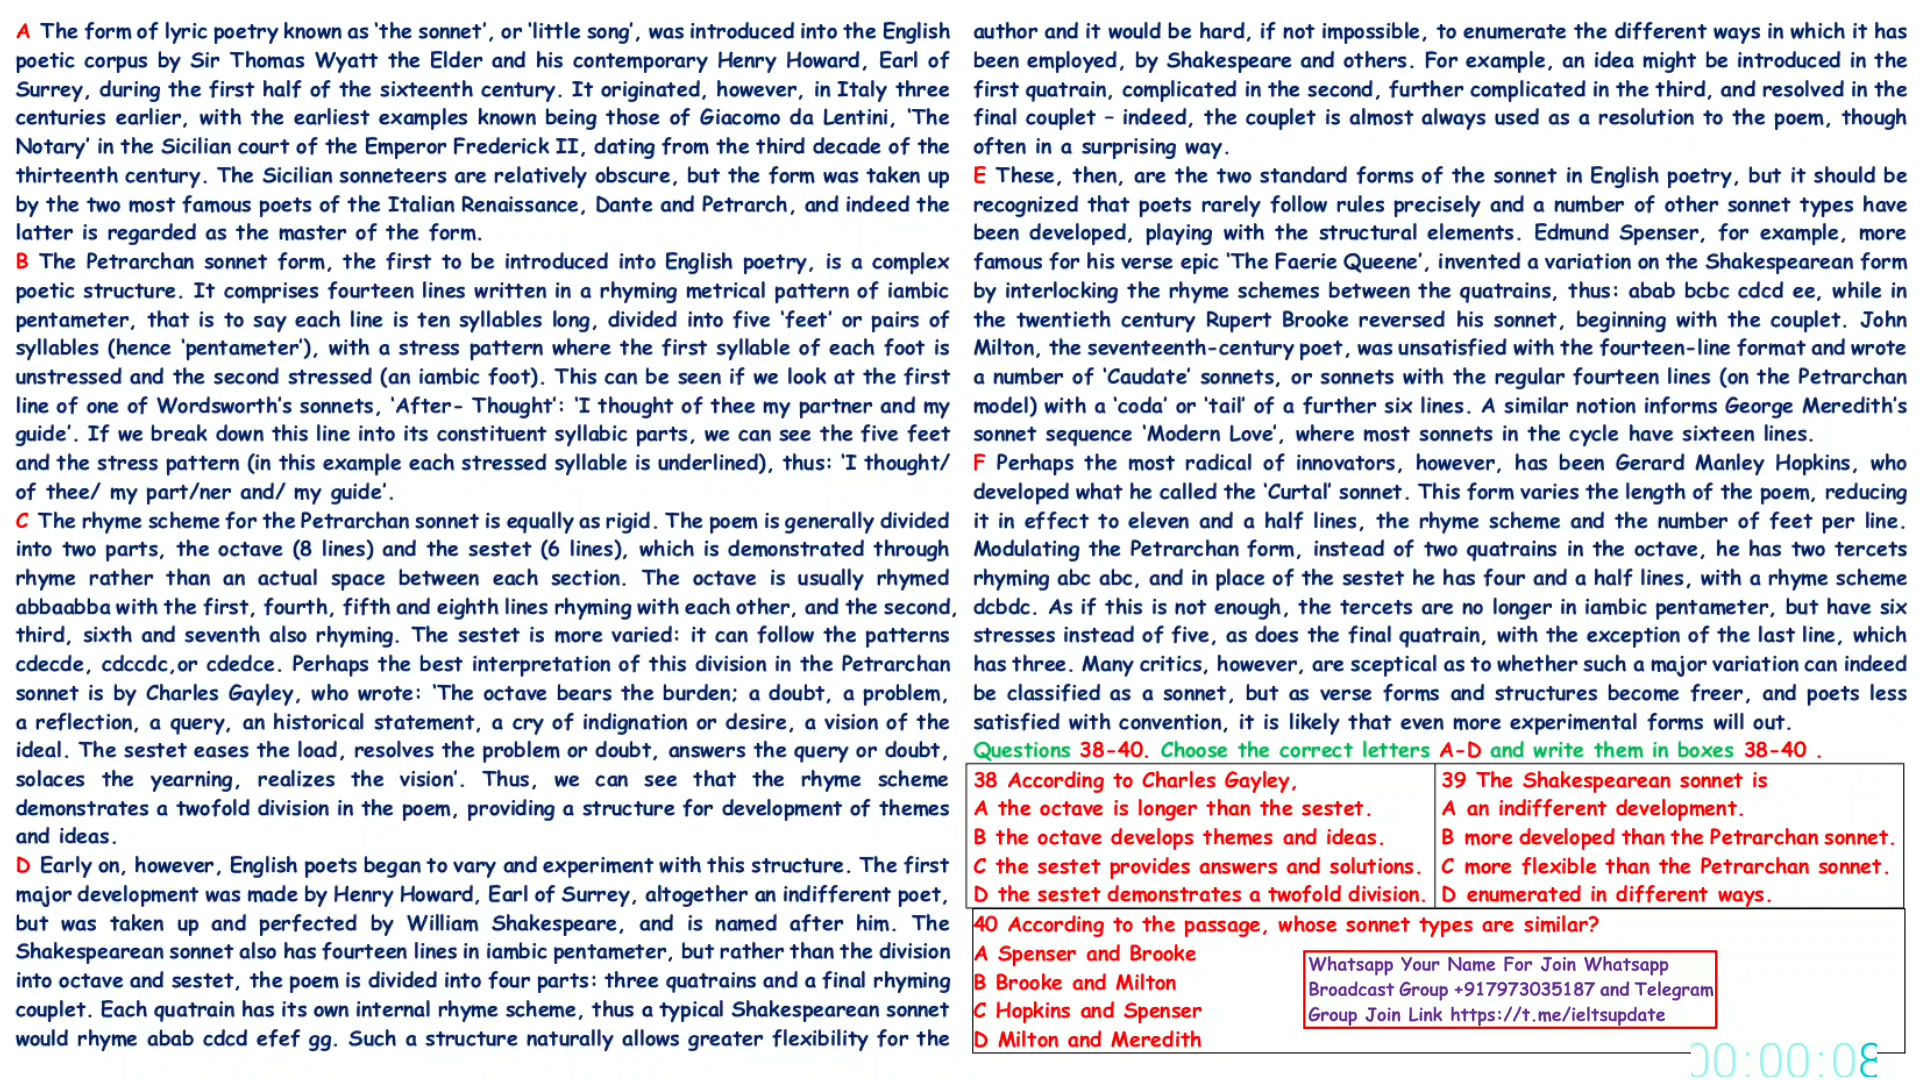 A The form of lyric poetry known as ‘the sonnet’, or ‘little song’, was introduced into the English
poetic corpus by Sir Thomas Wyatt the Elder and his contemporary Henry Howard, Earl of
Surrey, during the first half of the sixteenth century. It originated, however, in Italy three
centuries earlier, with the earliest examples known being those of Giacomo da Lentini, ‘The
Notary’ in the Sicilian court of the Emperor Frederick II, dating from the third decade of the
thirteenth century. The Sicilian sonneteers are relatively obscure, but the form was taken up
by the two most famous poets of the Italian Renaissance, Dante and Petrarch, and indeed the
latter is regarded as the master of the form.
B The Petrarchan sonnet form, the first to be introduced into English poetry, is a complex
poetic structure. It comprises fourteen lines written in a rhyming metrical pattern of iambic
pentameter, that is to say each line is ten syllables long, divided into five ‘feet’ or pairs of
syllables (hence ‘pentameter’), with a stress pattern where the first syllable of each foot is
unstressed and the second stressed (an iambic foot). This can be seen if we look at the first
line of one of Wordsworth’s sonnets, ‘After- Thought’: ‘I thought of thee my partner and my
guide’. If we break down this line into its constituent syllabic parts, we can see the five feet
and the stress pattern (in this example each stressed syllable is underlined), thus: ‘I thought/
of thee/ my part/ner and/ my guide’.
C The rhyme scheme for the Petrarchan sonnet is equally as rigid. The poem is generally divided
into two parts, the octave (8 lines) and the sestet (6 lines), which is demonstrated through
rhyme rather than an actual space between each section. The octave is usually rhymed
abbaabba with the first, fourth, fifth and eighth lines rhyming with each other, and the second,
third, sixth and seventh also rhyming. The sestet is more varied: it can follow the patterns
cdecde, cdccdc,or cdedce. Perhaps the best interpretation of this division in the Petrarchan
sonnet is by Charles Gayley, who wrote: ‘The octave bears the burden; a doubt, a problem,
a reflection, a query, an historical statement, a cry of indignation or desire, a vision of the
ideal. The sestet eases the load, resolves the problem or doubt, answers the query or doubt,
solaces the yearning, realizes the vision’. Thus, we can see that the rhyme scheme
demonstrates a twofold division in the poem, providing a structure for development of themes
and ideas.
D Early on, however, English poets began to vary and experiment with this structure. The first
major development was made by Henry Howard, Earl of Surrey, altogether an indifferent poet,
but was taken up and perfected by William Shakespeare, and is named after him. The
Shakespearean sonnet also has fourteen lines in iambic pentameter, but rather than the division
into octave and sestet, the poem is divided into four parts: three quatrains and a final rhyming
couplet. Each quatrain has its own internal rhyme scheme, thus a typical Shakespearean sonnet
would rhyme abab cdcd efef gg. Such a structure naturally allows greater flexibility for the
author and it would be hard, if not impossible, to enumerate the different ways in which it has
been employed, by Shakespeare and others. For example, an idea might be introduced in the
first quatrain, complicated in the second, further complicated in the third, and resolved in the
final couplet – indeed, the couplet is almost always used as a resolution to the poem, though
often in a surprising way.
E These, then, are the two standard forms of the sonnet in English poetry, but it should be
recognized that poets rarely follow rules precisely and a number of other sonnet types have
been developed, playing with the structural elements. Edmund Spenser, for example, more
famous for his verse epic ‘The Faerie Queene’, invented a variation on the Shakespearean form
by interlocking the rhyme schemes between the quatrains, thus: abab bcbc cdcd ee, while in
the twentieth century Rupert Brooke reversed his sonnet, beginning with the couplet. John
Milton, the seventeenth-century poet, was unsatisfied with the fourteen-line format and wrote
a number of ‘Caudate’ sonnets, or sonnets with the regular fourteen lines (on the Petrarchan
model) with a ‘coda’ or ‘tail’ of a further six lines. A similar notion informs George Meredith’s
sonnet sequence ‘Modern Love’, where most sonnets in the cycle have sixteen lines.
F Perhaps the most radical of innovators, however, has been Gerard Manley Hopkins, who
developed what he called the ‘Curtal’ sonnet. This form varies the length of the poem, reducing
it in effect to eleven and a half lines, the rhyme scheme and the number of feet per line.
Modulating the Petrarchan form, instead of two quatrains in the octave, he has two tercets
rhyming abc abc, and in place of the sestet he has four and a half lines, with a rhyme scheme
dcbdc. As if this is not enough, the tercets are no longer in iambic pentameter, but have six
stresses instead of five, as does the final quatrain, with the exception of the last line, which
has three. Many critics, however, are sceptical as to whether such a major variation can indeed
be classified as a sonnet, but as verse forms and structures become freer, and poets less
satisfied with convention, it is likely that even more experimental forms will out.
Questions 38-40. Choose the correct letters A-D and write them in boxes 38-40 .
38 According to Charles Gayley,
A the octave is longer than the sestet.
B the octave develops themes and ideas.
C the sestet provides answers and solutions.
D the sestet demonstrates a twofold division.
39 The Shakespearean sonnet is
A an indifferent development.
B more developed than the Petrarchan sonnet.
C more flexible than the Petrarchan sonnet.
D enumerated in different ways.
40 According to the passage, whose sonnet types are similar?
A Spenser and Brooke
B Brooke and Milton
C Hopkins and Spenser
D Milton and Meredith
Whatsapp Your Name For Join Whatsapp
Broadcast Group +917973035187 and Telegram
Group Join Link https://t.me/ieltsupdate
00:00:08